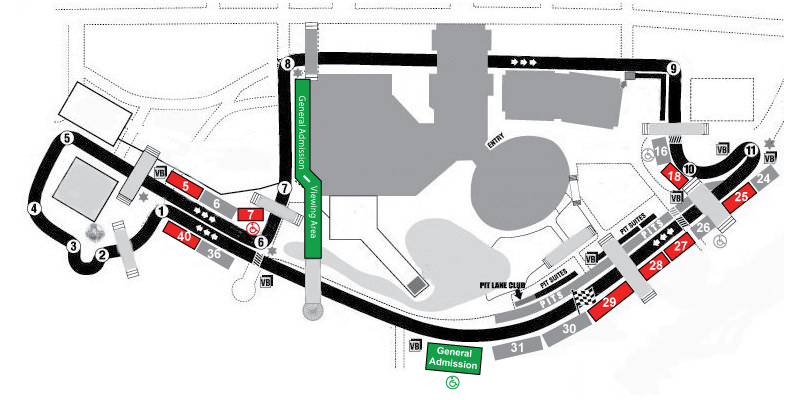 8
9
General Admission
Viewing Area
ENTRY
5
VB
5
6
7
7
4
3
2
1
40
36
6
VB
16
VB
11
VB
10
18
24
VB
25
26
PIT SUITES
PITS
27
VB
28
PIT LAKE CLUB
PIT SUITES
PITS
29
30
31
VB
General
Admission